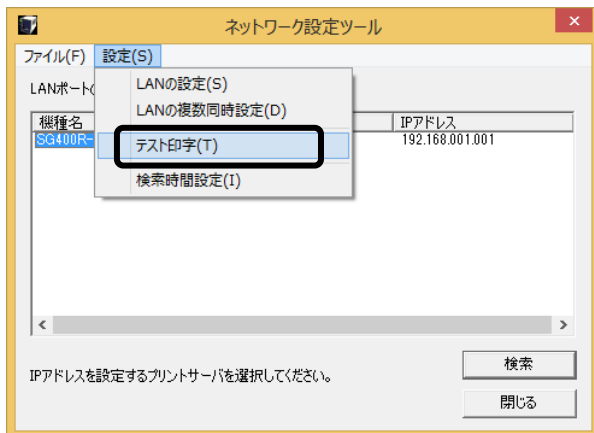 ネットワーク設定ツール
ファイル(F) 設定(S)
LANポート
LANの設定(S)
LANの複数同時設定(D)
テスト印字(T)
検索時間設定(I)
機種名 IPアドレス
SG400R- 192.168.001.001
IPアドレスを設定するプリントサーバを選択してください。
検索
閉じる